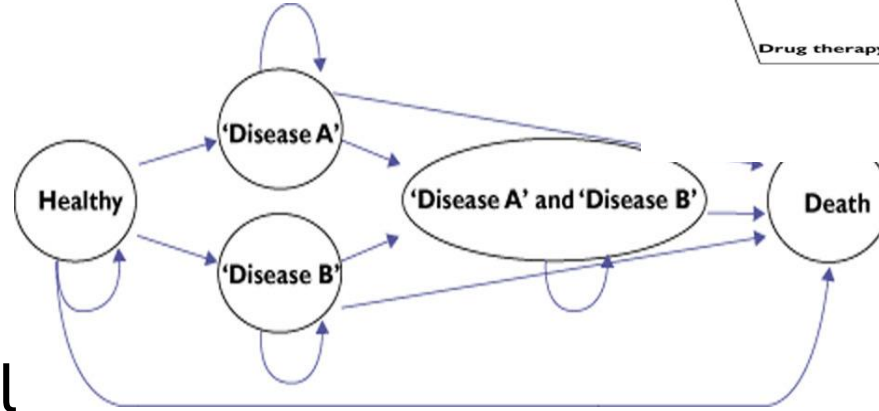 Drug therapy
'Disease A'
Healthy
'Disease A' and 'Disease B'
Death
'Disease B'
l